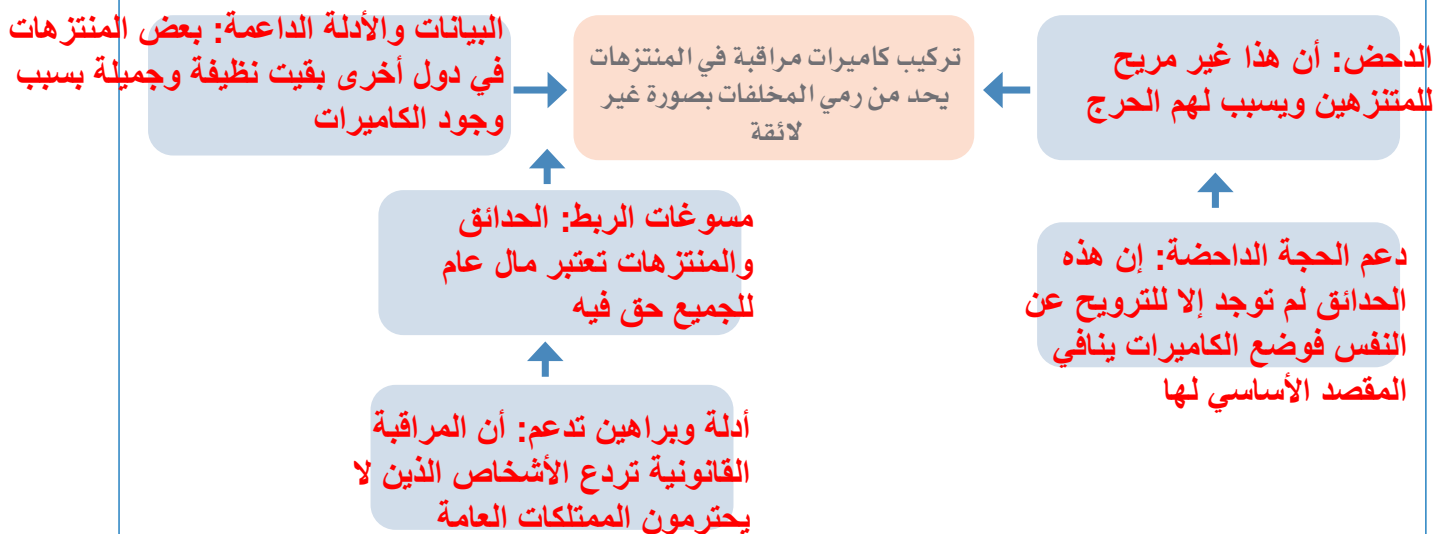 الدحض: أن هذا غير مريح
للمتنزهين ويسبب لهم الحرج
تركيب كاميرات مراقبة في المنتزهات
يحد من رمي المخلفات بصورة غير
لائقة
البيانات والأدلة الداعمة: بعض المنتزهات
في دول أخرى بقيت نظيفة وجميلة بسبب
وجود الكاميرات
دعم الحجة الداحضة: إن هذه
الحدائق لم توجد إلا للترويح عن
النفس فوضع الكاميرات ينافي
المقصد الأساسي لها
مسوغات الربط: الحدائق
والمنتزهات تعتبر مال عام
للجميع حق فيه
أدلة وبراهين تدعم: أن المراقبة
القانونية تردع الأشخاص الذين لا
يحترمون الممتلكات العامة